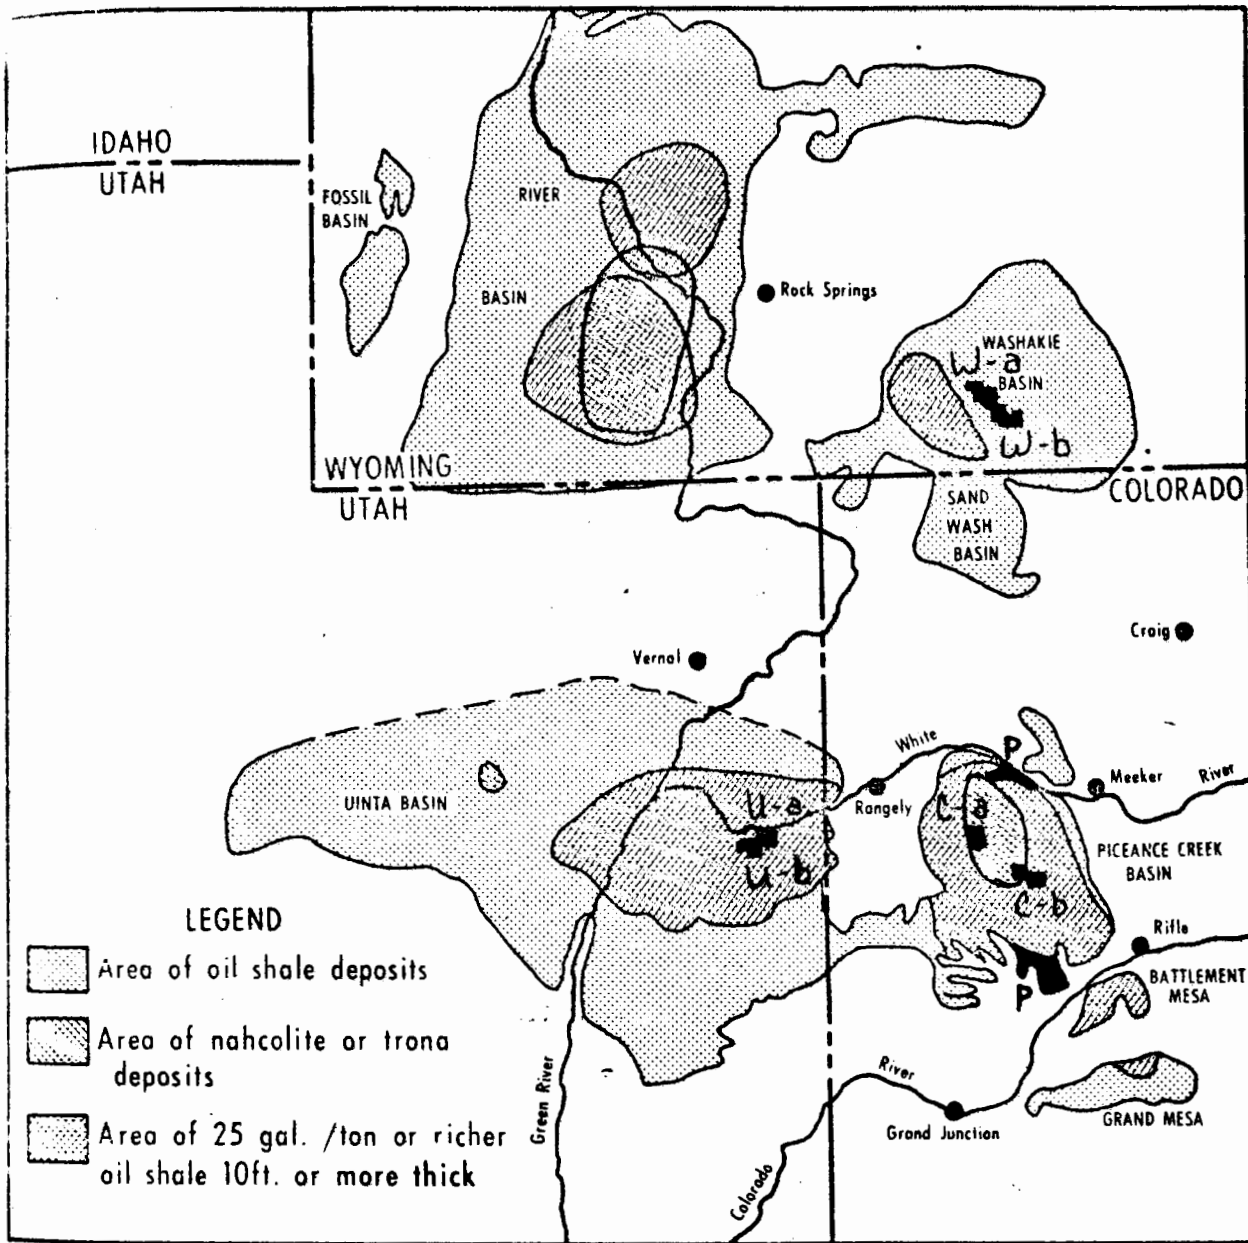 IDAHO
UTAH
FOSSIL
BASIN
RIVER
BASIN
Rock Springs
WASHAKIE
W-a
BASIN
W-b
WYOMING
UTAH
COLORADO
SAND
WASH
BASIN
Craig
Vernal
White
P
Meeker
River
UINTA BASIN
U-a
Rangely
C-a
U-b
PICEANCE CREEK
BASIN
C-b
Rifle
LEGEND
Area of oil shale deposits
BATTLEMENT
MESA
P
Area of nahcolite or trona
deposits
Green River
River
Area of 25 gal. /ton or richer
oil shale 10ft. or more thick
Grand Junction
GRAND MESA
Colorado